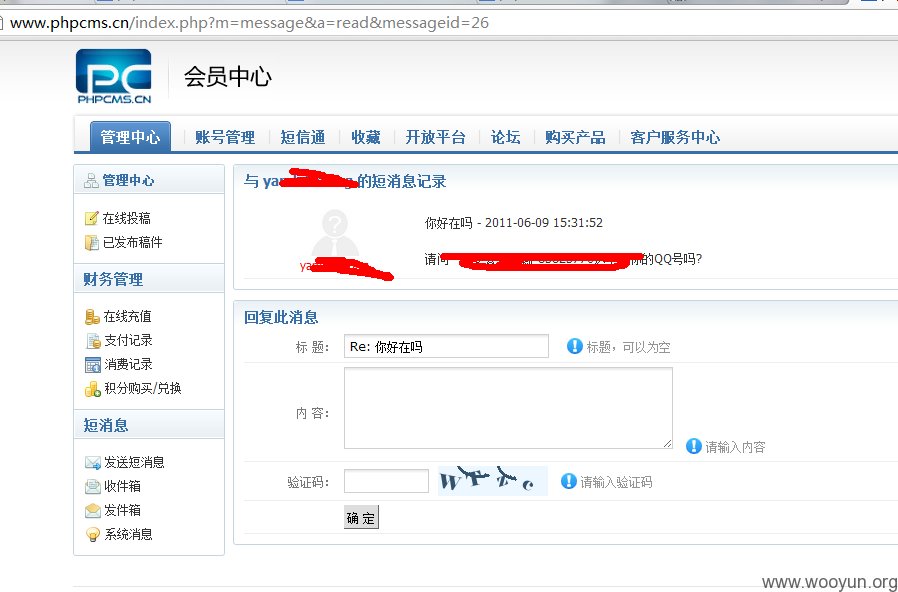 www.phpcms.cn/index.php?m=message&a=read&messageid=26
PHPCMS.CN
会员中心
管理中心 账号管理 短信通 收藏 开放平台 论坛 购买产品 客户服务中心
管理中心
在线投稿
已发布稿件
财务管理
在线充值
支付记录
消费记录
积分购买/兑换
短消息
发送短消息
收件箱
发件箱
系统消息
与 ya 的短消息记录
你好在吗 - 2011-06-09 15:31:52
ya
请问 你的QQ号吗?
回复此消息
标 题: Re: 你好在吗 标题,可以为空
内 容: 请输入内容
验证码: 请输入验证码
确 定
www.wooyun.org